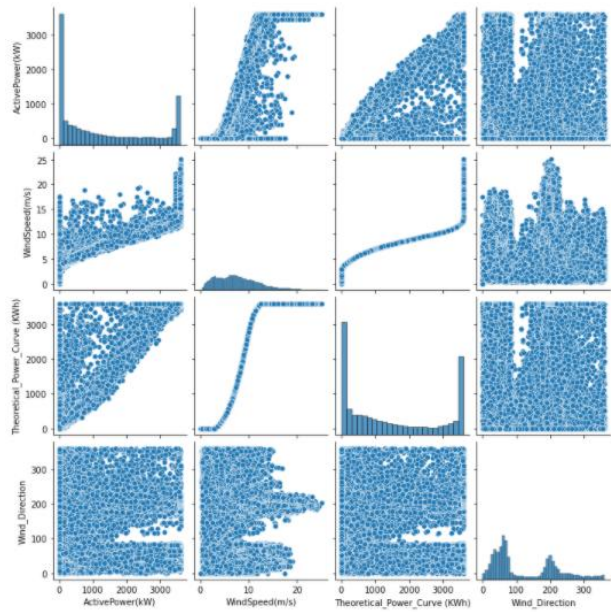 ActivePower(kW)
3000
2000
1000
0
WindSpeed(m/s)
25
20
15
10
5
0
Theoretical_Power_Curve (KWh)
3000
2000
1000
0
Wind_Direction
300
200
100
0
0 1000 2000 3000
ActivePower(kW)
0 10 20
WindSpeed(m/s)
0 1000 2000 3000
Theoretical_Power_Curve (KWh)
0 100 200 300
Wind_Direction